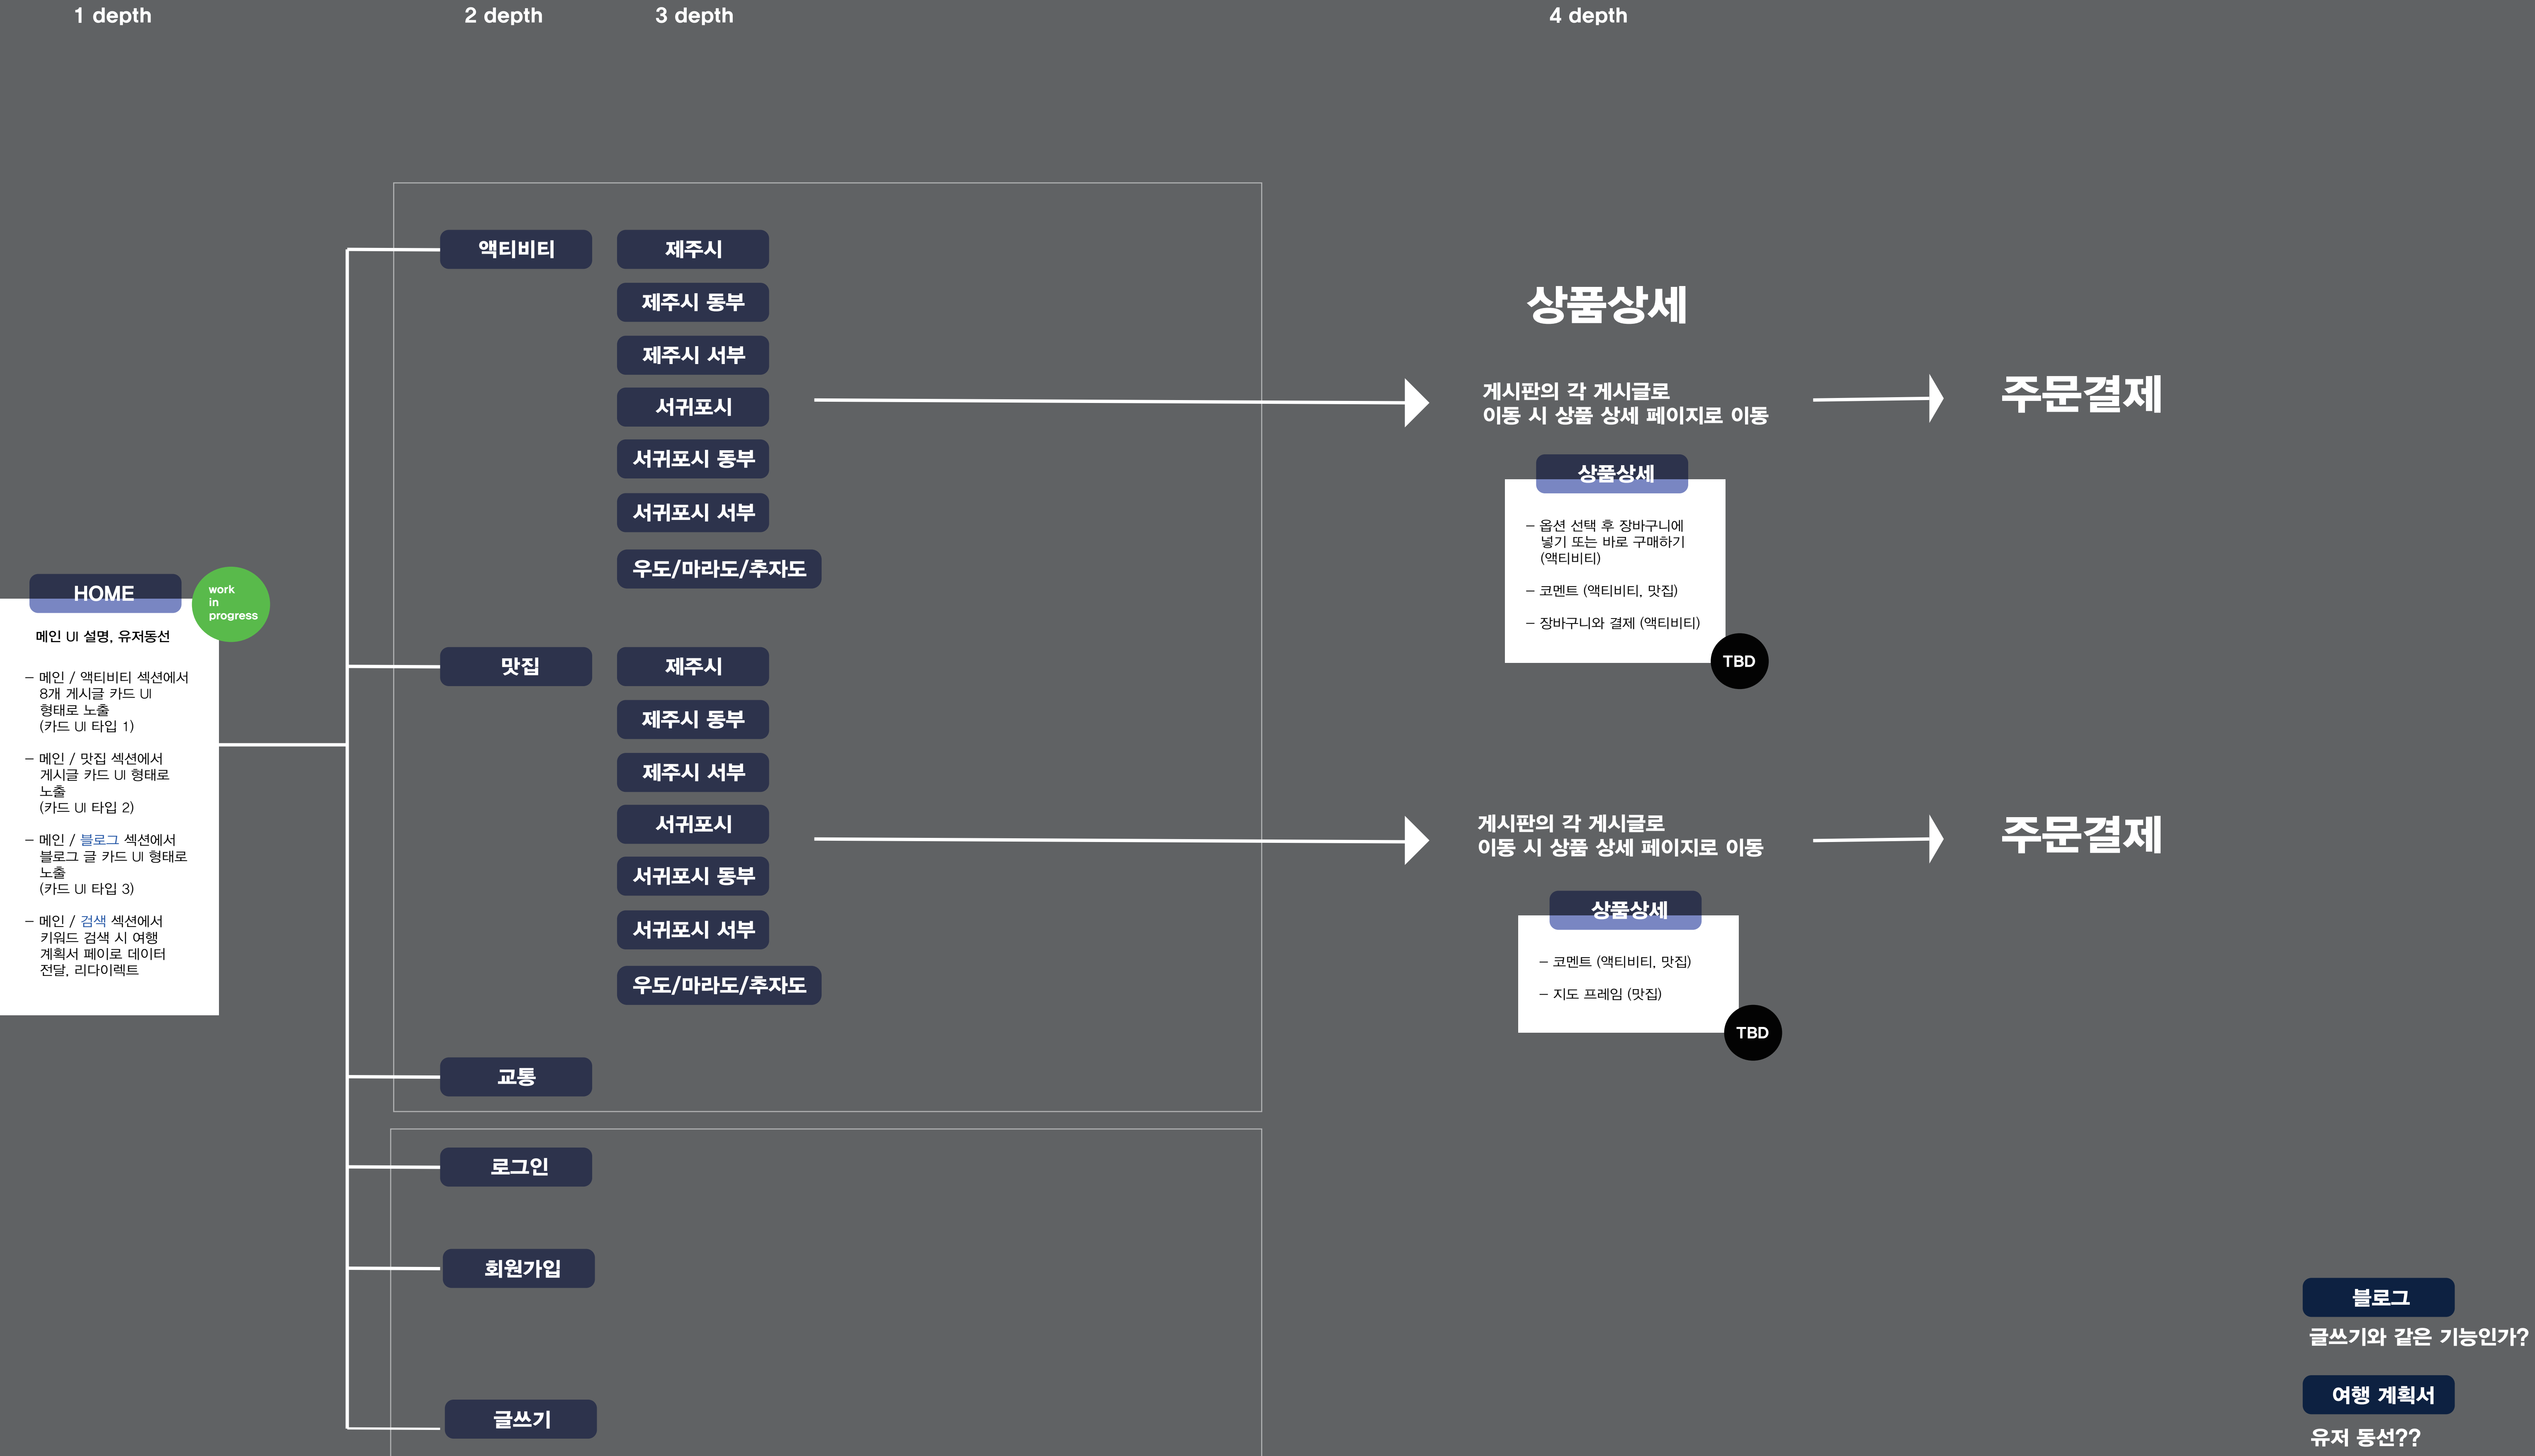 1 depth
2 depth
3 depth
4 depth
HOME
work
in
progress
메인 UI 설명, 유저동선
– 메인 / 액티비티 섹션에서
8개 게시글 카드 UI
형태로 노출
(카드 UI 타입 1)
– 메인 / 맛집 섹션에서
게시글 카드 UI 형태로
노출
(카드 UI 타입 2)
– 메인 / 블로그 섹션에서
블로그 글 카드 UI 형태로
노출
(카드 UI 타입 3)
– 메인 / 검색 섹션에서
키워드 검색 시 여행
계획서 페이로 데이터
전달, 리다이렉트
액티비티
제주시
제주시 동부
제주시 서부
서귀포시
서귀포시 동부
서귀포시 서부
우도/마라도/추자도
맛집
제주시
제주시 동부
제주시 서부
서귀포시
서귀포시 동부
서귀포시 서부
우도/마라도/추자도
교통
로그인
회원가입
글쓰기
상품상세
게시판의 각 게시글로
이동 시 상품 상세 페이지로 이동
상품상세
– 옵션 선택 후 장바구니에
넣기 또는 바로 구매하기
(액티비티)
– 코멘트 (액티비티, 맛집)
– 장바구니와 결제 (액티비티)
TBD
주문결제
게시판의 각 게시글로
이동 시 상품 상세 페이지로 이동
상품상세
– 코멘트 (액티비티, 맛집)
– 지도 프레임 (맛집)
TBD
주문결제
블로그
글쓰기와 같은 기능인가?
여행 계획서
유저 동선??